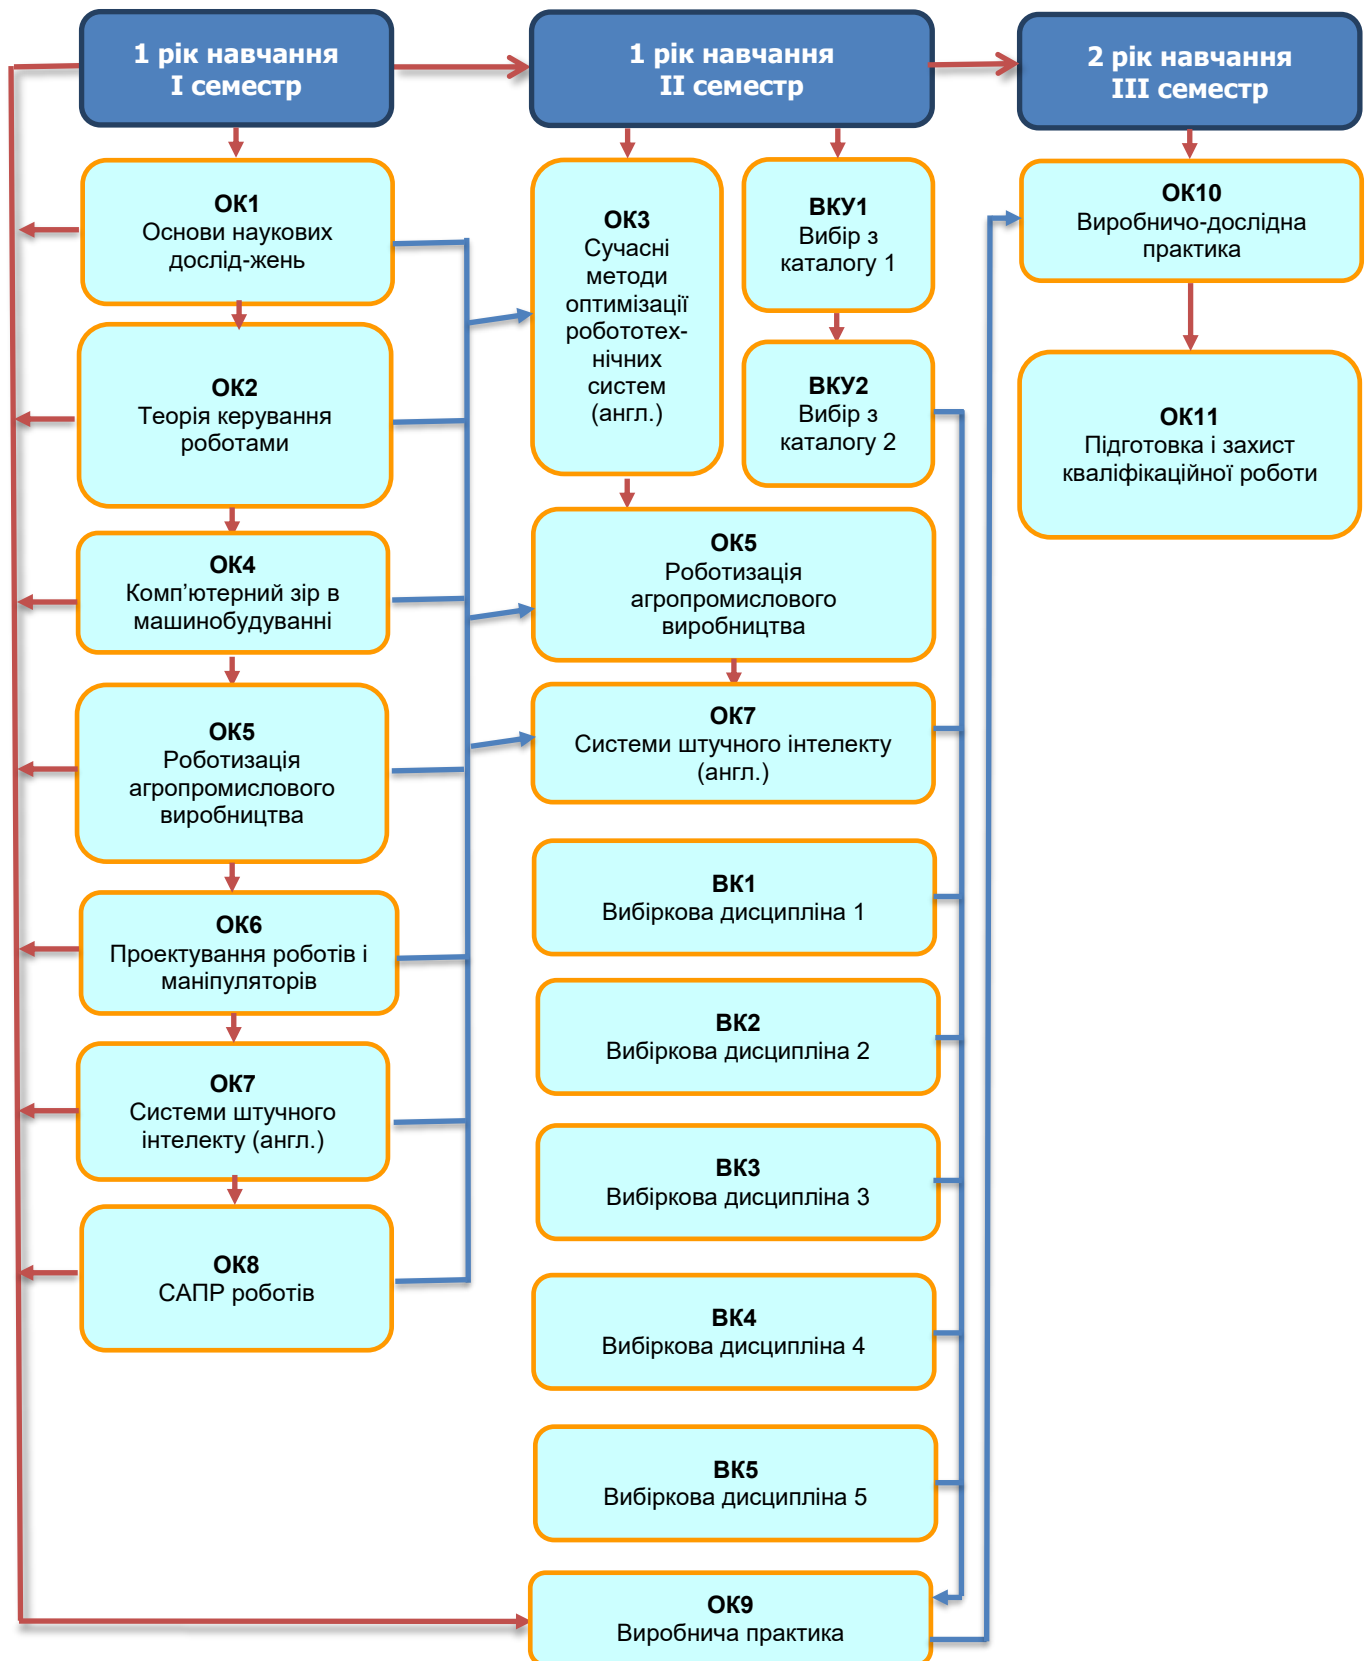 1 рік навчання
І семестр
ОК1
Основи наукових
дослід-жень
ОК2
Теорія керування
роботами
ОК4
Комп’ютерний зір в
машинобудуванні
ОК5
Роботизація
агропромислового
виробництва
ОК6
Проектування роботів і
маніпуляторів
ОК7
Системи штучного
інтелекту (англ.)
ОК8
САПР роботів
1 рік навчання
ІІ семестр
ОК3
Сучасні
методи
оптимізації
робототех-
нічних
систем
(англ.)
ВКУ1
Вибір з
каталогу 1
ВКУ2
Вибір з
каталогу 2
ОК5
Роботизація
агропромислового
виробництва
ОК7
Системи штучного інтелекту
(англ.)
ВК1
Вибіркова дисципліна 1
ВК2
Вибіркова дисципліна 2
ВК3
Вибіркова дисципліна 3
ВК4
Вибіркова дисципліна 4
ВК5
Вибіркова дисципліна 5
ОК9
Виробнича практика
2 рік навчання
ІІІ семестр
ОК10
Виробничо-дослідна
практика
ОК11
Підготовка і захист
кваліфікаційної роботи